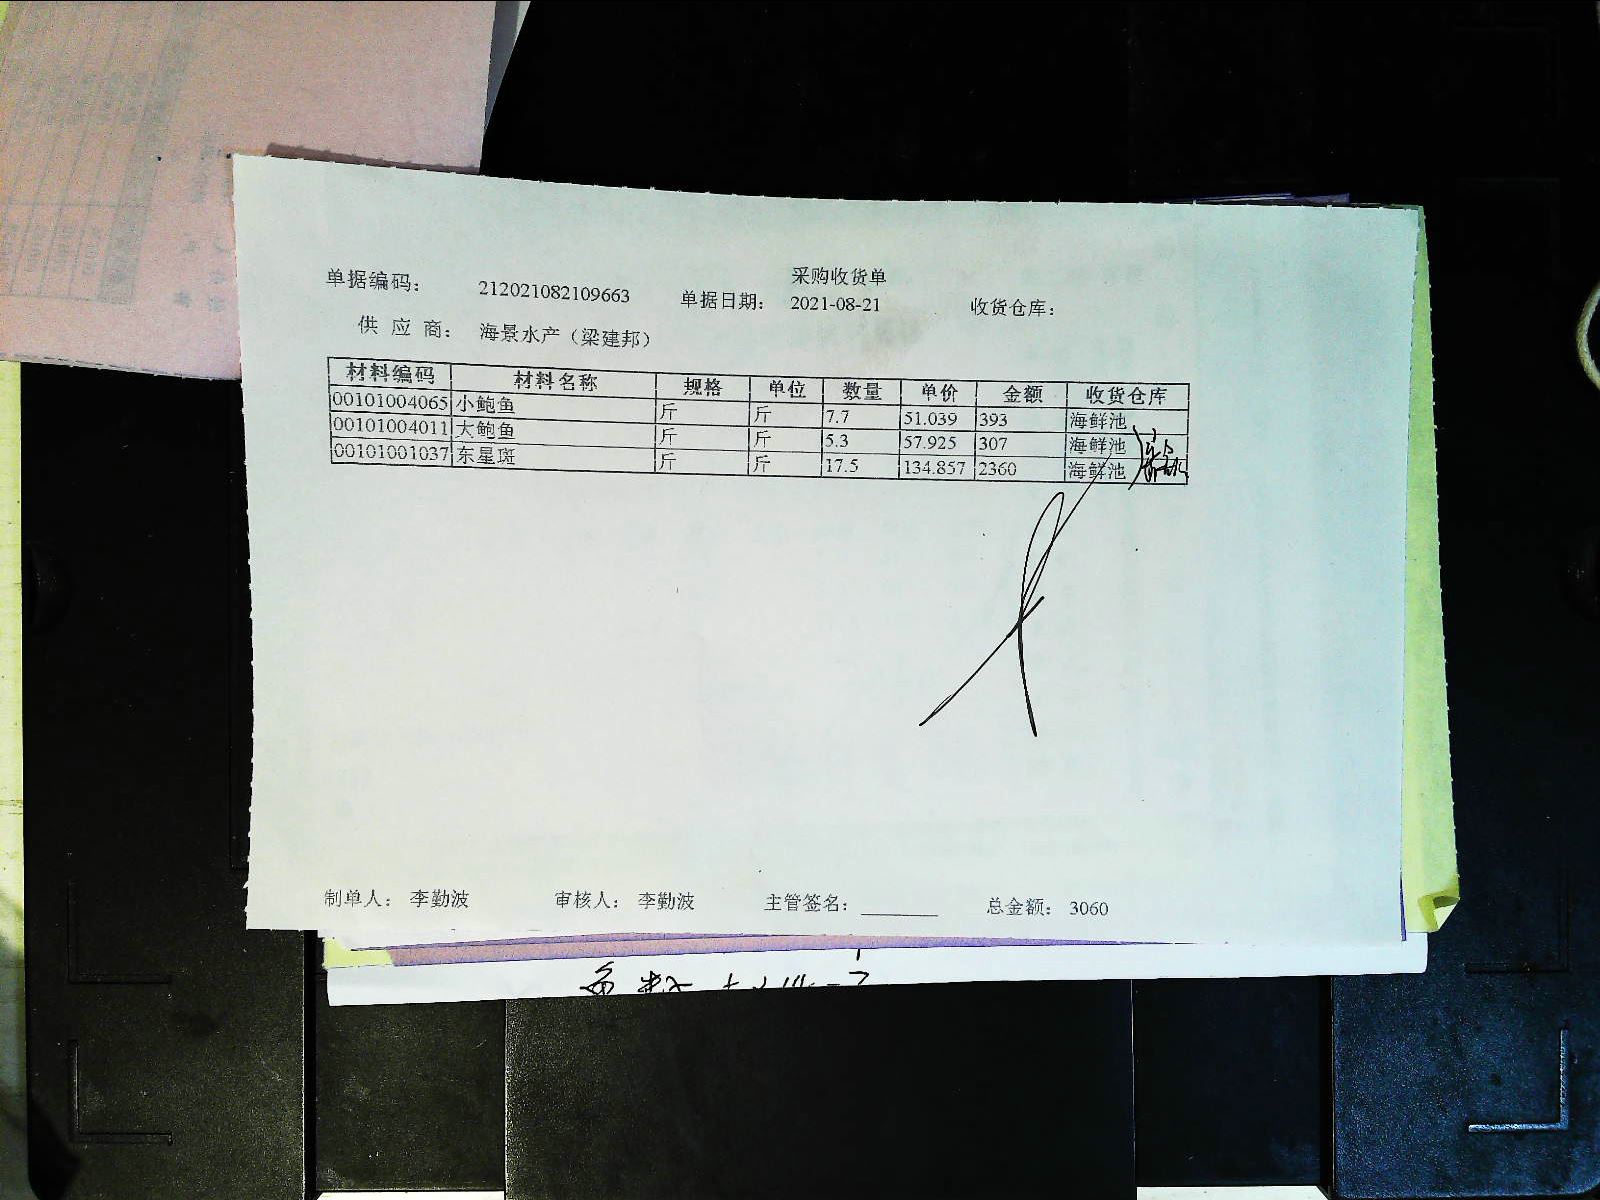 采购收货单
单据编码： 212021082109663 单据日期： 2021-08-21 收货仓库：
供 应 商： 海景水产（梁建邦）
材料编码 材料名称 规格 单位 数量 单价 金额 收货仓库
00101004065 小鲍鱼 斤 斤 7.7 51.039 393 海鲜池
00101004011 大鲍鱼 斤 斤 5.3 57.925 307 海鲜池
00101001037 东星斑 斤 斤 17.5 134.857 2360 海鲜池
制单人： 李勤波 审核人： 李勤波 主管签名： 总金额： 3060